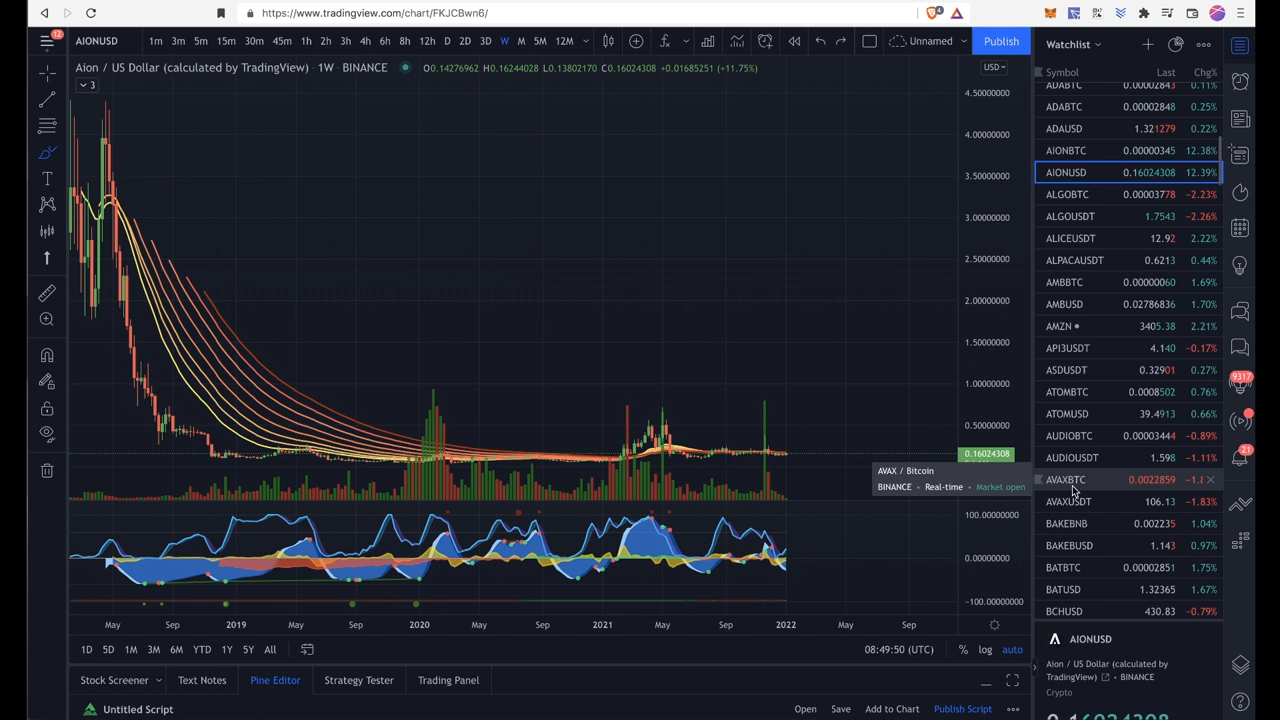 https://www.tradingview.com/chart/FKJCBwn6/
4
12
AIONUSD 1m 3m 5m 15m 30m 45m 1h 2h 3h 4h 6h 8h 12h D 2D 3D W M 5M 12M Unnamed Publish
Watchlist
Aion / US Dollar (calculated by TradingView) · 1W · BINANCE O0.14276962 H0.16244028 L0.13802170 C0.16024308 +0.01685251 (+11.75%)
USD
3
Symbol Last Chg%
ADABTC 0.00002843 0.11%
ADABTC 0.00002848 0.25%
ADAUSD 1.321279 0.22%
AIONBTC 0.00000345 12.38%
AIONUSD 0.16024308 12.39%
ALGOBTC 0.00003778 −2.23%
ALGOUSDT 1.7543 −2.26%
ALICEUSDT 12.92 2.22%
ALPACAUSDT 0.6213 0.44%
AMBBTC 0.00000060 1.69%
AMBUSD 0.02786836 1.70%
AMZN 3405.38 2.21%
API3USDT 4.140 −0.17%
ASDUSDT 0.32901 0.27%
ATOMBTC 0.0008502 0.76%
ATOMUSD 39.4913 0.66%
AUDIOBTC 0.00003444 −0.89%
AUDIOUSDT 1.598 −1.11%
AVAXBTC 0.0022859
AVAXUSDT 106.13 −1.83%
BAKEBNB 0.002235 1.04%
BAKEBUSD 1.143 0.97%
BATBTC 0.00002851 1.75%
BATUSD 1.32365 1.67%
BCHUSD 430.83 −0.79%
4.50000000
4.00000000
3.50000000
3.00000000
2.50000000
2.00000000
1.50000000
1.00000000
0.50000000
0.16024308
AVAX / Bitcoin
BINANCE • Real-time • Market open
100.00000000
0.00000000
−100.00000000
May Sep 2019 May Sep 2020 May Sep 2021 May Sep 2022 May Sep
1D 5D 1M 3M 6M YTD 1Y 5Y All
08:49:50 (UTC) % log auto
9317
21
AIONUSD
Aion / US Dollar (calculated by
TradingView) • BINANCE
Crypto
Stock Screener Text Notes Pine Editor Strategy Tester Trading Panel
Untitled Script
Open Save Add to Chart Publish Script